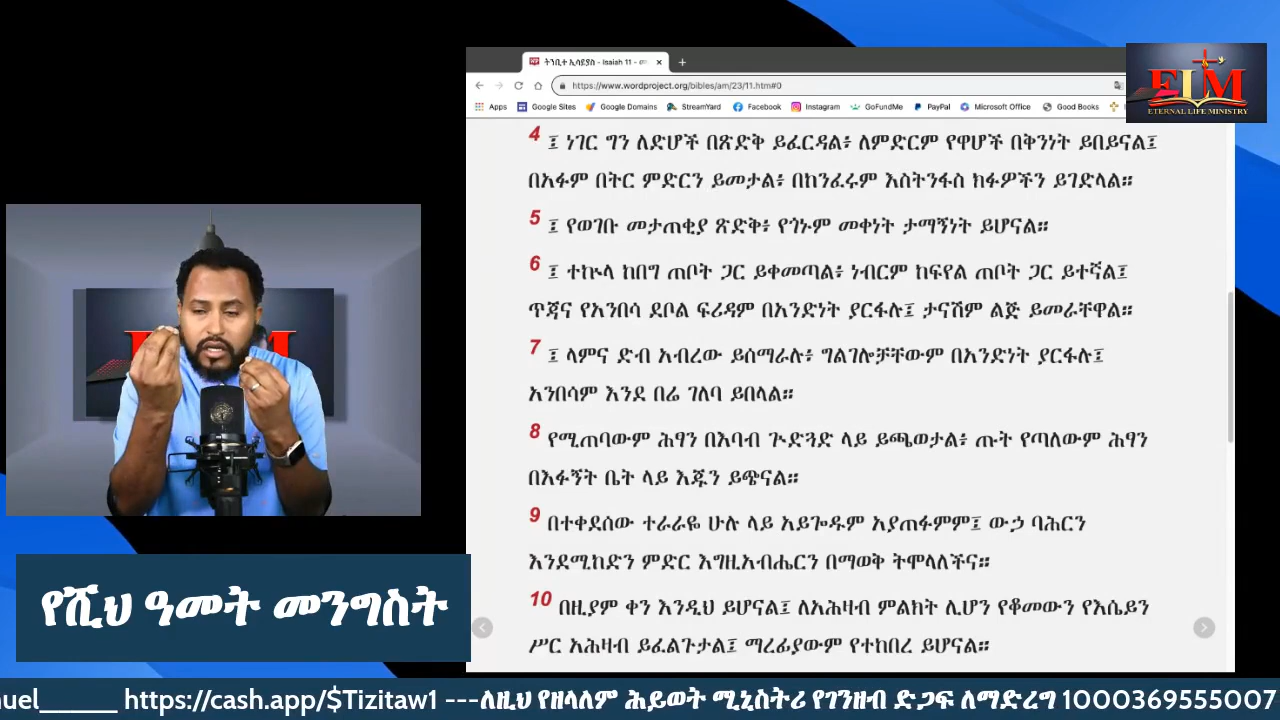 ትንቢተ ኢሳይያስ - Isaiah 11 -
https://www.wordproject.org/bibles/am/23/11.htm#0
Apps Google Sites Google Domains StreamYard Facebook Instagram GoFundMe PayPal Microsoft Office Good Books
ELM
ETERNAL LIFE MINISTRY
4 ፤ ነገር ግን ለድሆች በጽድቅ ይፈርዳል፥ ለምድርም የዋሆች በቅንነት ይበይናል፤
በአፉም በትር ምድርን ይመታል፥ በከንፈሩም እስትንፋስ ክፉዎችን ይገድላል።
5 ፤ የወገቡ መታጠቂያ ጽድቅ፥ የጎኑም መቀነት ታማኝነት ይሆናል።
6 ፤ ተኵላ ከበግ ጠቦት ጋር ይቀመጣል፥ ነብርም ከፍየል ጠቦት ጋር ይተኛል፤
ጥጃና የአንበሳ ደቦል ፍሪዳም በአንድነት ያርፋሉ፤ ታናሽም ልጅ ይመራቸዋል።
7 ፤ ላምና ድብ አብረው ይሰማራሉ፥ ግልገሎቻቸውም በአንድነት ያርፋሉ፤
አንበሳም እንደ በሬ ገለባ ይበላል።
8 የሚጠባውም ሕፃን በእባብ ጕድጓድ ላይ ይጫወታል፥ ጡት የጣለውም ሕፃን
በእፉኝት ቤት ላይ እጁን ይጭናል።
9 በተቀደሰው ተራራዬ ሁሉ ላይ አይጐዱም አያጠፉምም፤ ውኃ ባሕርን
እንደሚከድን ምድር እግዚአብሔርን በማወቅ ትሞላለችና።
10 በዚያም ቀን እንዲህ ይሆናል፤ ለአሕዛብ ምልክት ሊሆን የቆመውን የእሴይን
ሥር አሕዛብ ይፈልጉታል፤ ማረፊያውም የተከበረ ይሆናል።
የሺህ ዓመት መንግስት
nuel______ https://cash.app/$Tizitaw1 ---ለዚህ የዘላለም ሕይወት ሚኒስትሪ የገንዘብ ድጋፍ ለማድረግ 1000369555007